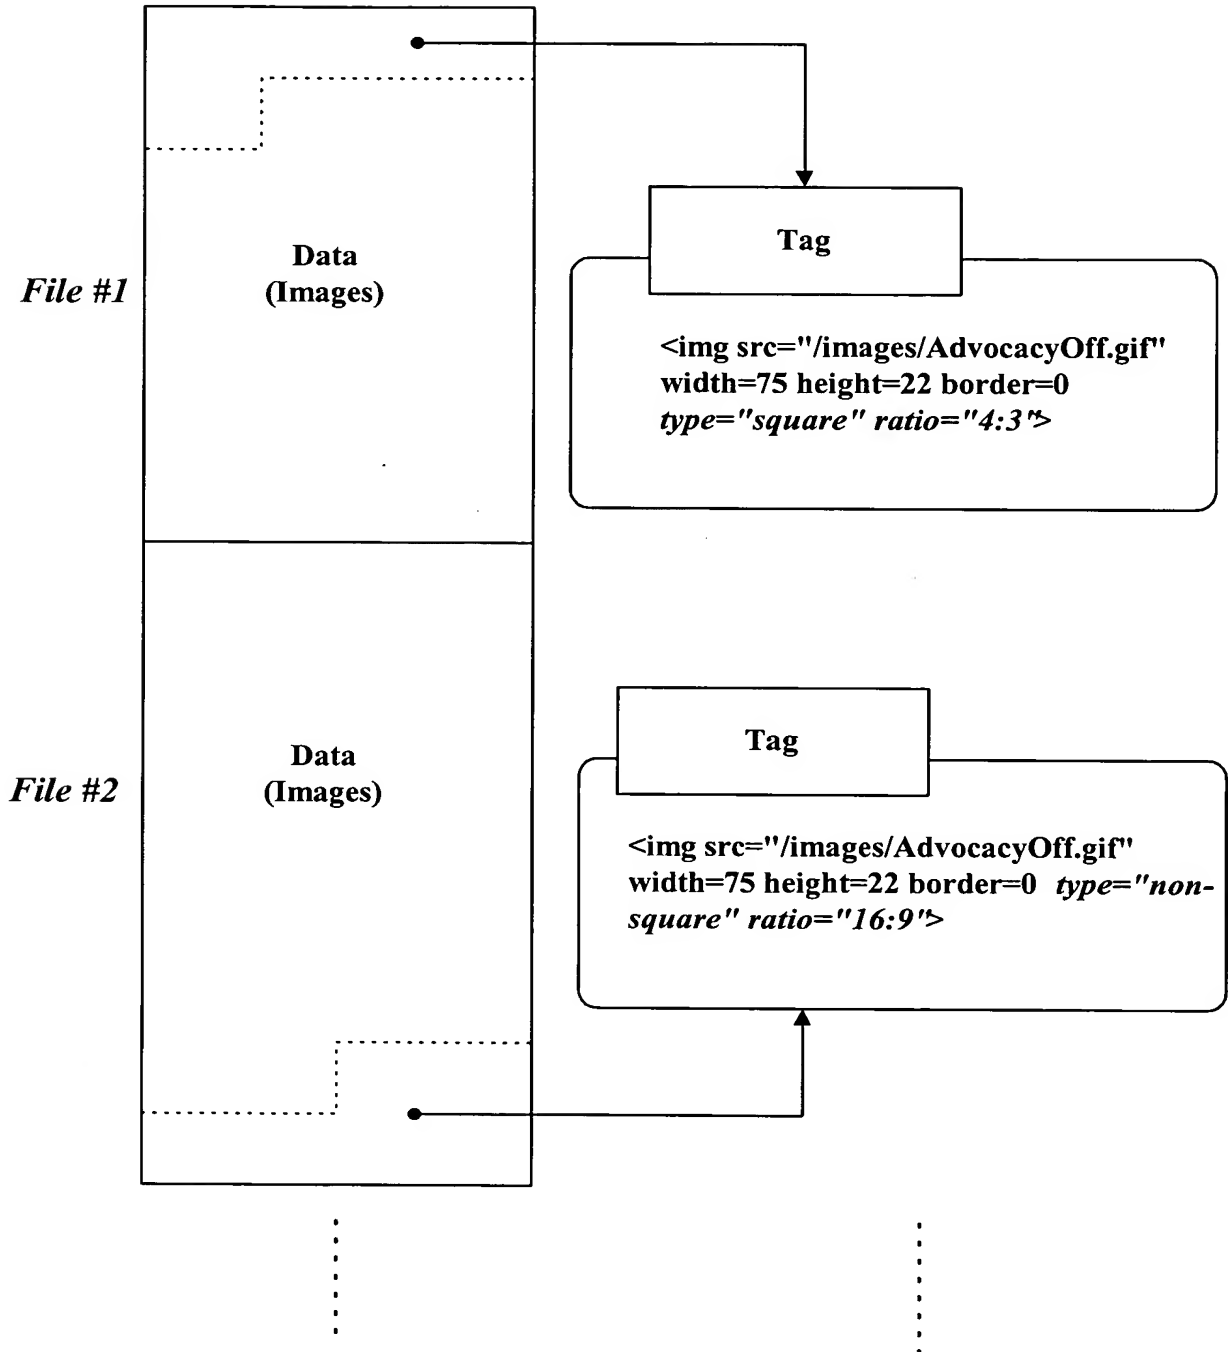 Data
(Images)
File #1
Tag
<img src="/images/AdvocacyOff.gif"
width=75 height=22 border=0
type="square" ratio="4:3">
Data
(Images)
File #2
Tag
<img src="/images/AdvocacyOff.gif"
width=75 height=22 border=0 type="non-
square" ratio="16:9">